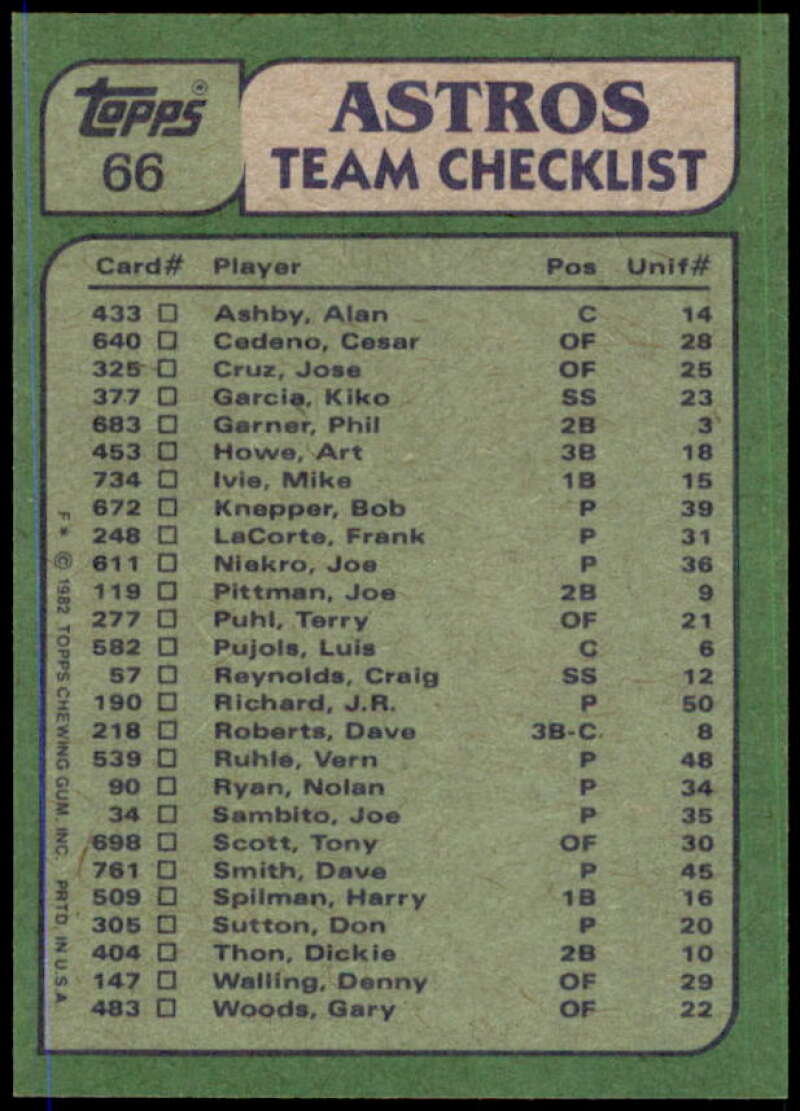 topps®
66
ASTROS
TEAM CHECKLIST
Card# Player Pos Unif#
433 □ Ashby, Alan C 14
640 □ Cedeno, Cesar OF 28
325 □ Cruz, Jose OF 25
377 □ Garcia, Kiko SS 23
683 □ Garner, Phil 2B 3
453 □ Howe, Art 3B 18
734 □ Ivie, Mike 1B 15
672 □ Knepper, Bob P 39
248 □ LaCorte, Frank P 31
611 □ Niekro, Joe P 36
119 □ Pittman, Joe 2B 9
277 □ Puhl, Terry OF 21
582 □ Pujols, Luis C 6
57 □ Reynolds, Craig SS 12
190 □ Richard, J.R. P 50
218 □ Roberts, Dave 3B-C. 8
539 □ Ruhle, Vern P 48
90 □ Ryan, Nolan P 34
34 □ Sambito, Joe P 35
698 □ Scott, Tony OF 30
761 □ Smith, Dave P 45
509 □ Spilman, Harry 1B 16
305 □ Sutton, Don P 20
404 □ Thon, Dickie 2B 10
147 □ Walling, Denny OF 29
483 □ Woods, Gary OF 22
F* © 1982 TOPPS CHEWING GUM, INC. PRTD. IN U.S.A